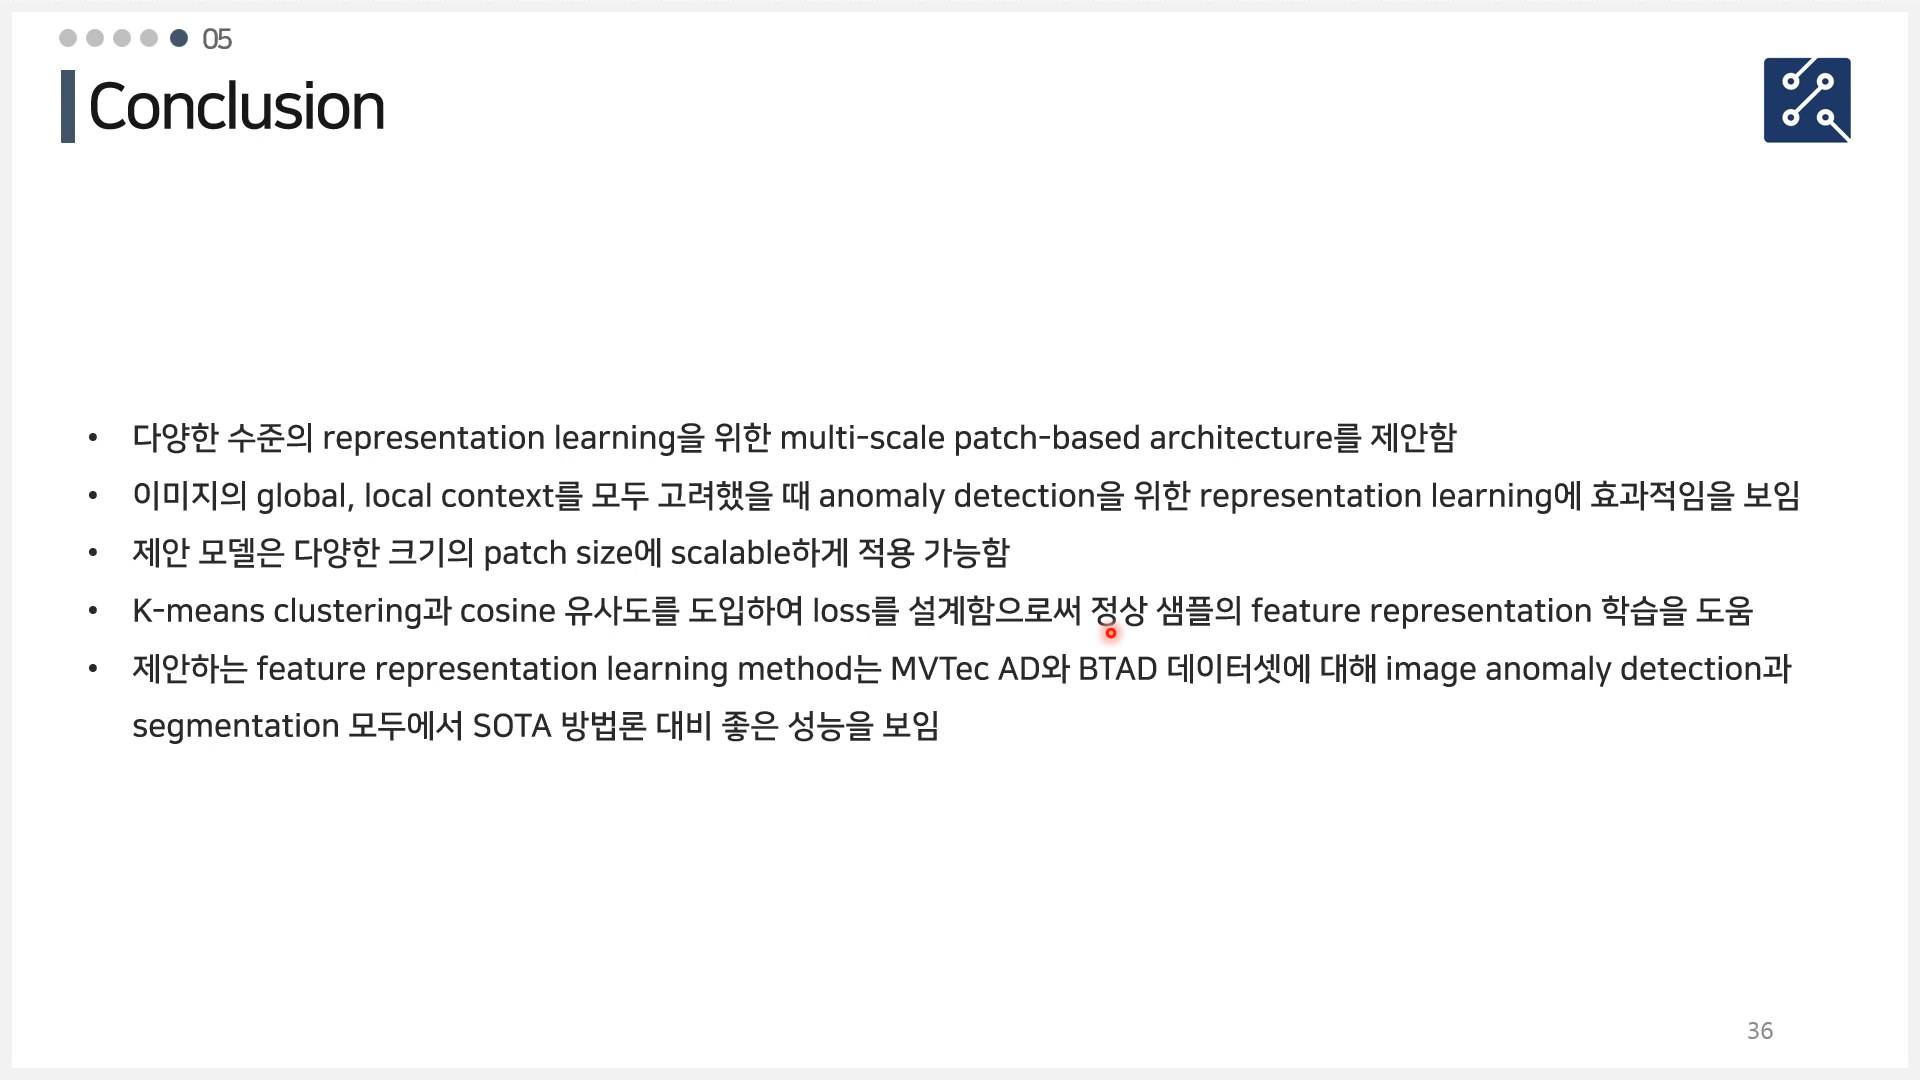 05
Conclusion
• 다양한 수준의 representation learning을 위한 multi-scale patch-based architecture를 제안함
• 이미지의 global, local context를 모두 고려했을 때 anomaly detection을 위한 representation learning에 효과적임을 보임
• 제안 모델은 다양한 크기의 patch size에 scalable하게 적용 가능함
• K-means clustering과 cosine 유사도를 도입하여 loss를 설계함으로써 정상 샘플의 feature representation 학습을 도움
• 제안하는 feature representation learning method는 MVTec AD와 BTAD 데이터셋에 대해 image anomaly detection과
segmentation 모두에서 SOTA 방법론 대비 좋은 성능을 보임
36